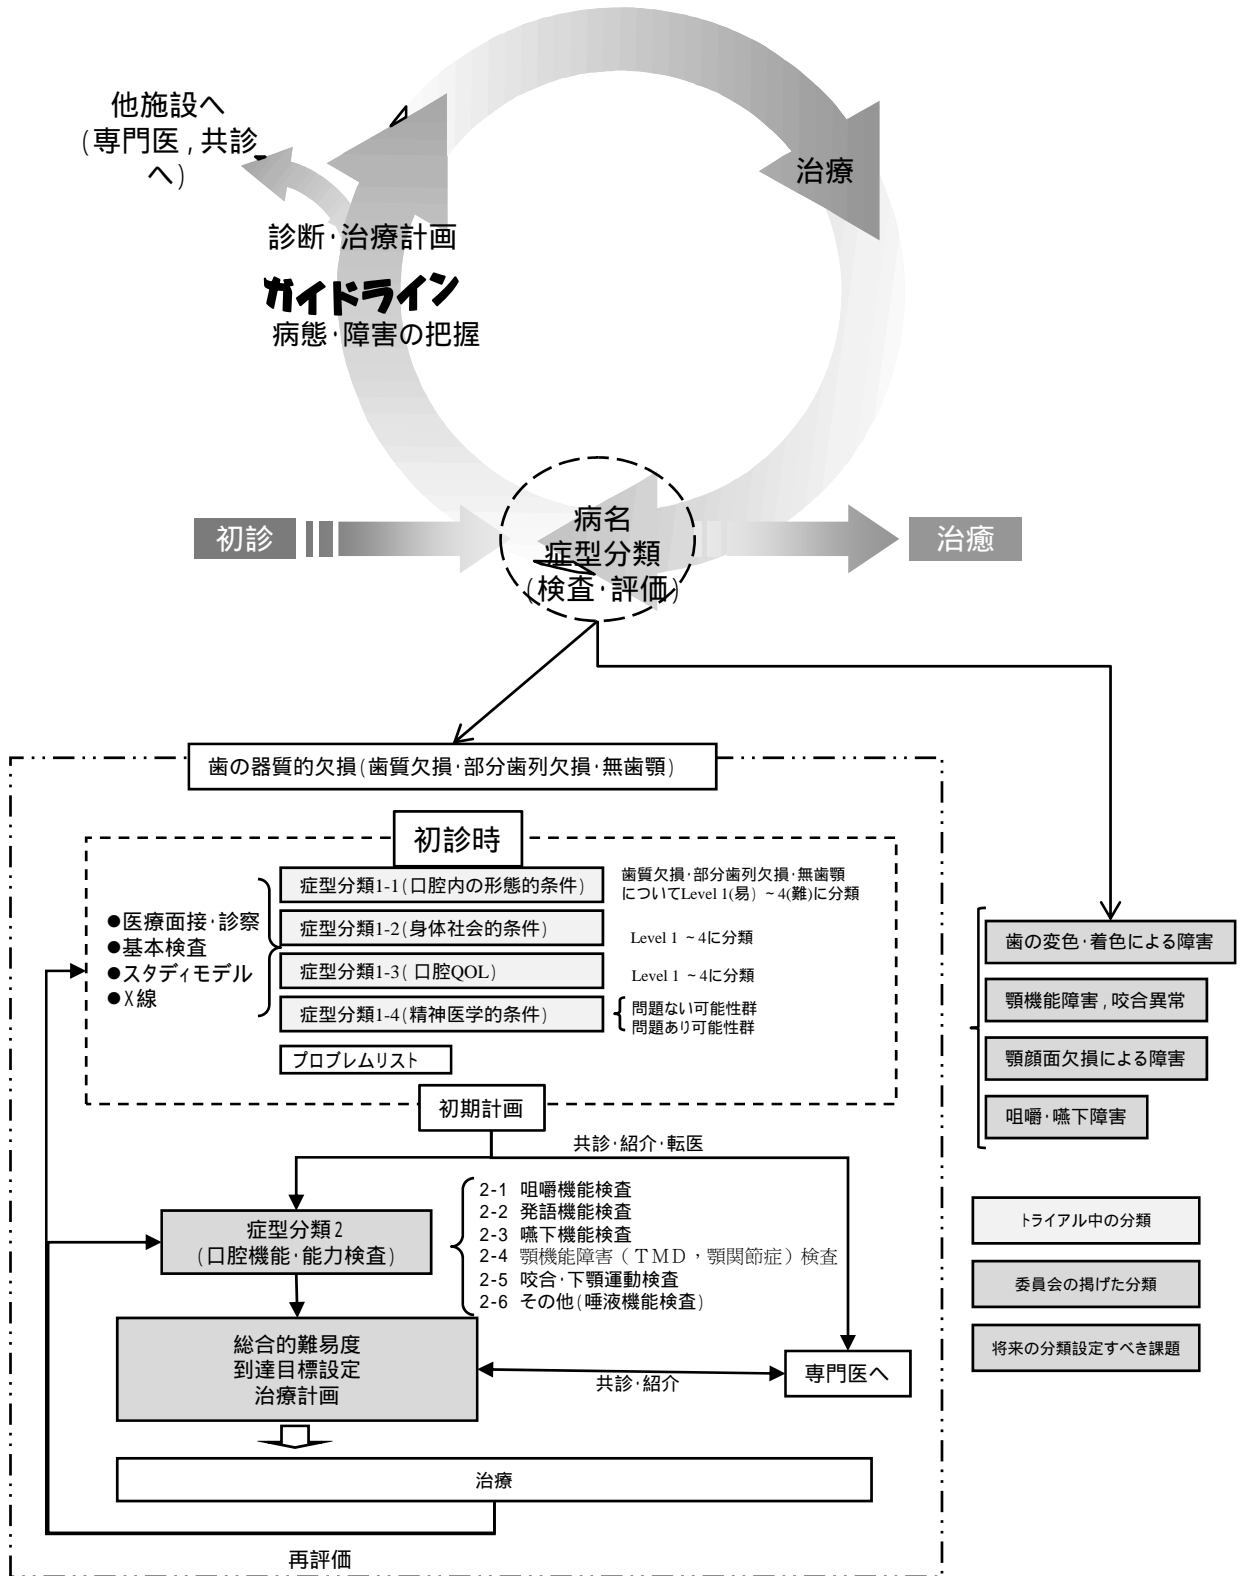 他施設へ
(専門医,共診
へ)
治療
診断・治療計画
ガイドライン
病態・障害の把握
初診
病名
症型分類
(検査・評価)
治癒
歯の器質的欠損(歯質欠損・部分歯列欠損・無歯顎)
初診時
●医療面接・診察
●基本検査
●スタディモデル
●X線
症型分類1-1(口腔内の形態的条件)
歯質欠損・部分歯列欠損・無歯顎
についてLevel 1(易) ~4(難)に分類
症型分類1-2(身体社会的条件)
Level 1 ~4に分類
症型分類1-3( 口腔QOL)
Level 1 ~4に分類
症型分類1-4(精神医学的条件)
問題ない可能性群
問題あり可能性群
プロブレムリスト
初期計画
共診・紹介・転医
症型分類2
(口腔機能・能力検査)
2-1 咀嚼機能検査
2-2 発語機能検査
2-3 嚥下機能検査
2-4 顎機能障害(TMD,顎関節症)検査
2-5 咬合・下顎運動検査
2-6 その他(唾液機能検査)
総合的難易度
到達目標設定
治療計画
共診・紹介
専門医へ
治療
再評価
歯の変色・着色による障害
顎機能障害,咬合異常
顎顔面欠損による障害
咀嚼・嚥下障害
トライアル中の分類
委員会の掲げた分類
将来の分類設定すべき課題